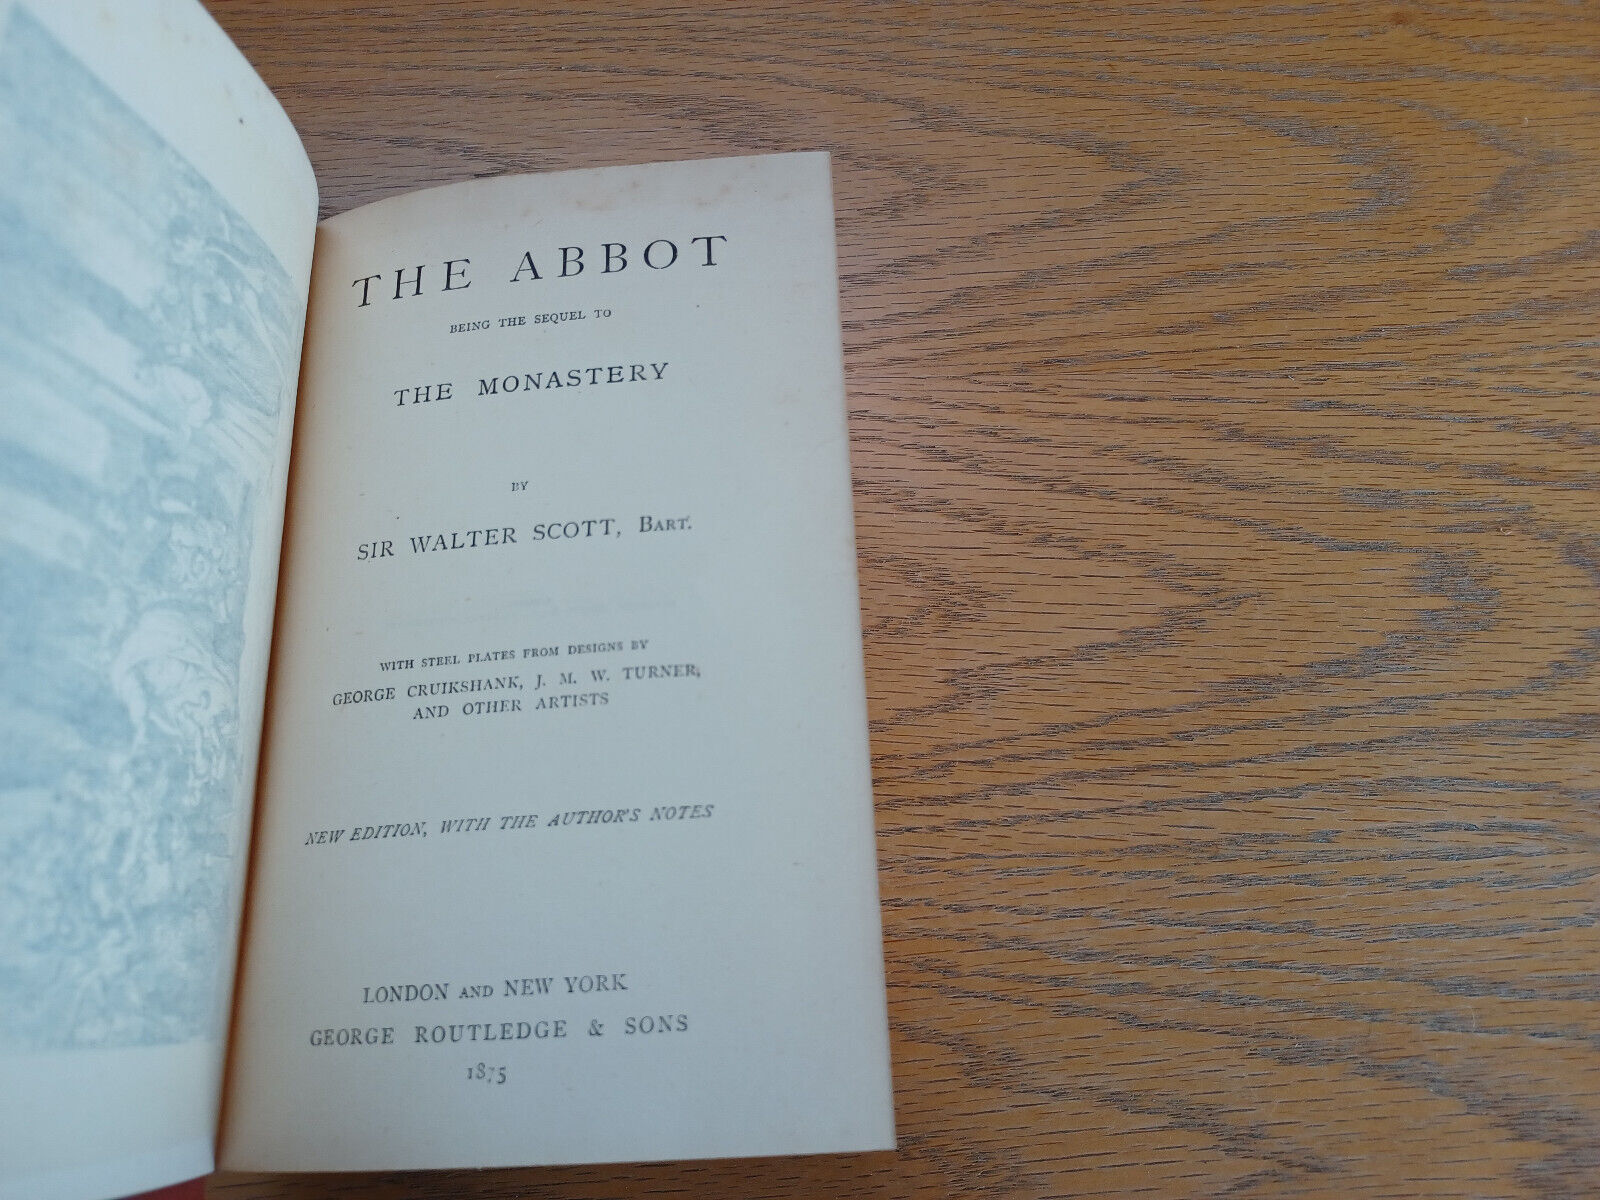 THE ABBOT
BEING THE SEQUEL TO
THE MONASTERY
BY
SIR WALTER SCOTT, BART.
WITH STEEL PLATES FROM DESIGNS BY
GEORGE CRUIKSHANK, J. M. W. TURNER,
AND OTHER ARTISTS
NEW EDITION, WITH THE AUTHOR'S NOTES
LONDON AND NEW YORK
GEORGE ROUTLEDGE & SONS
1875